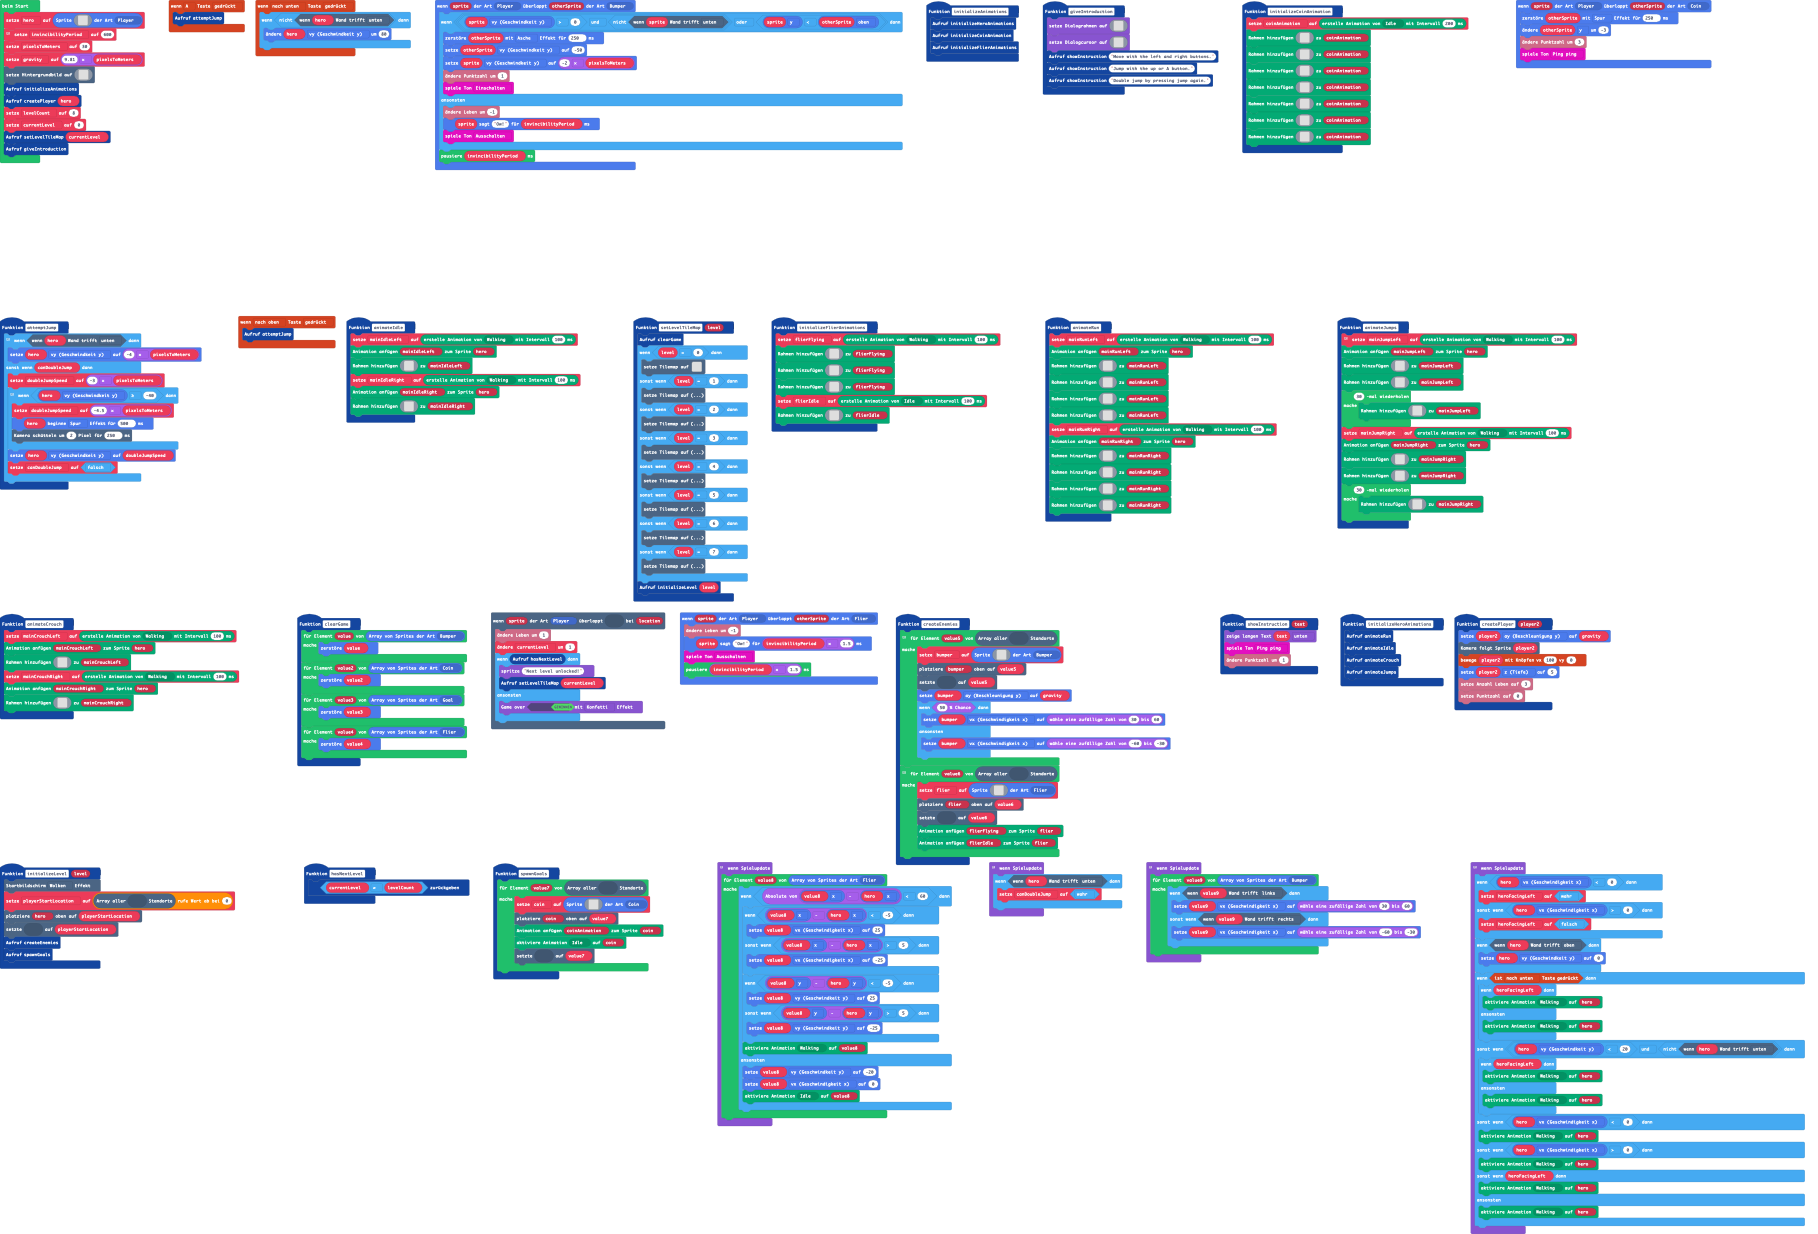 beim Start
setze hero auf Sprite der Art Player
setze invincibilityPeriod auf 600
setze pixelsToMeters auf 30
setze gravity auf 9.81 × pixelsToMeters
setze Hintergrundbild auf
Aufruf initializeAnimations
Aufruf createPlayer hero
setze levelCount auf 8
setze currentLevel auf 0
Aufruf setLevelTileMap currentLevel
Aufruf giveIntroduction
wenn A Taste gedrückt
Aufruf attemptJump
wenn nach unten Taste gedrückt
wenn nicht wenn hero Wand trifft unten dann
ändere hero vy (Geschwindkeit y) um 80
wenn sprite der Art Player überlappt otherSprite der Art Bumper
wenn sprite vy (Geschwindkeit y) > 0 und nicht wenn sprite Wand trifft unten oder sprite y < otherSprite oben dann
zerstöre otherSprite mit Asche Effekt für 250 ms
setze otherSprite vy (Geschwindkeit y) auf -50
setze sprite vy (Geschwindkeit y) auf -2 × pixelsToMeters
ändere Punktzahl um 1
spiele Ton Einschalten
ansonsten
ändere Leben um -1
sprite sagt "Ow!" für invincibilityPeriod ms
spiele Ton Ausschalten
pausiere invincibilityPeriod ms
Funktion initializeAnimations
Aufruf initializeHeroAnimations
Aufruf initializeCoinAnimation
Aufruf initializeFlierAnimations
Funktion giveIntroduction
setze Dialograhmen auf
setze Dialogcursor auf
Aufruf showInstruction "Move with the left and right buttons."
Aufruf showInstruction "Jump with the up or A button."
Aufruf showInstruction "Double jump by pressing jump again."
Funktion initializeCoinAnimation
setze coinAnimation auf erstelle Animation von Idle mit Intervall 200 ms
Rahmen hinzufügen zu coinAnimation
Rahmen hinzufügen zu coinAnimation
Rahmen hinzufügen zu coinAnimation
Rahmen hinzufügen zu coinAnimation
Rahmen hinzufügen zu coinAnimation
Rahmen hinzufügen zu coinAnimation
Rahmen hinzufügen zu coinAnimation
wenn sprite der Art Player überlappt otherSprite der Art Coin
zerstöre otherSprite mit Spur Effekt für 250 ms
ändere otherSprite y um -3
ändere Punktzahl um 3
spiele Ton Ping ping
Funktion attemptJump
wenn wenn hero Wand trifft unten dann
setze hero vy (Geschwindkeit y) auf -4 × pixelsToMeters
sonst wenn canDoubleJump dann
setze doubleJumpSpeed auf -3 × pixelsToMeters
wenn hero vy (Geschwindkeit y) ≥ -40 dann
setze doubleJumpSpeed auf -4.5 × pixelsToMeters
hero beginne Spur Effekt für 500 ms
Kamera schütteln um 2 Pixel für 250 ms
setze hero vy (Geschwindkeit y) auf doubleJumpSpeed
setze canDoubleJump auf falsch
wenn nach oben Taste gedrückt
Aufruf attemptJump
Funktion animateIdle
setze mainIdleLeft auf erstelle Animation von Walking mit Intervall 100 ms
Animation anfügen mainIdleLeft zum Sprite hero
Rahmen hinzufügen zu mainIdleLeft
setze mainIdleRight auf erstelle Animation von Walking mit Intervall 100 ms
Animation anfügen mainIdleRight zum Sprite hero
Rahmen hinzufügen zu mainIdleRight
Funktion setLevelTileMap level
Aufruf clearGame
wenn level = 0 dann
setze Tilemap auf
sonst wenn level = 1 dann
setze Tilemap auf (...)
sonst wenn level = 2 dann
setze Tilemap auf (...)
sonst wenn level = 3 dann
setze Tilemap auf (...)
sonst wenn level = 4 dann
setze Tilemap auf (...)
sonst wenn level = 5 dann
setze Tilemap auf (...)
sonst wenn level = 6 dann
setze Tilemap auf (...)
sonst wenn level = 7 dann
setze Tilemap auf (...)
Aufruf initializeLevel level
Funktion initializeFlierAnimations
setze flierFlying auf erstelle Animation von Walking mit Intervall 100 ms
Rahmen hinzufügen zu flierFlying
Rahmen hinzufügen zu flierFlying
Rahmen hinzufügen zu flierFlying
setze flierIdle auf erstelle Animation von Idle mit Intervall 100 ms
Rahmen hinzufügen zu flierIdle
Funktion animateRun
setze mainRunLeft auf erstelle Animation von Walking mit Intervall 100 ms
Animation anfügen mainRunLeft zum Sprite hero
Rahmen hinzufügen zu mainRunLeft
Rahmen hinzufügen zu mainRunLeft
Rahmen hinzufügen zu mainRunLeft
Rahmen hinzufügen zu mainRunLeft
setze mainRunRight auf erstelle Animation von Walking mit Intervall 100 ms
Animation anfügen mainRunRight zum Sprite hero
Rahmen hinzufügen zu mainRunRight
Rahmen hinzufügen zu mainRunRight
Rahmen hinzufügen zu mainRunRight
Rahmen hinzufügen zu mainRunRight
Funktion animateJumps
setze mainJumpLeft auf erstelle Animation von Walking mit Intervall 100 ms
Animation anfügen mainJumpLeft zum Sprite hero
Rahmen hinzufügen zu mainJumpLeft
Rahmen hinzufügen zu mainJumpLeft
30 -mal wiederholen
mache
Rahmen hinzufügen zu mainJumpLeft
setze mainJumpRight auf erstelle Animation von Walking mit Intervall 100 ms
Animation anfügen mainJumpRight zum Sprite hero
Rahmen hinzufügen zu mainJumpRight
Rahmen hinzufügen zu mainJumpRight
30 -mal wiederholen
mache
Rahmen hinzufügen zu mainJumpRight
Funktion animateCrouch
setze mainCrouchLeft auf erstelle Animation von Walking mit Intervall 100 ms
Animation anfügen mainCrouchLeft zum Sprite hero
Rahmen hinzufügen zu mainCrouchLeft
setze mainCrouchRight auf erstelle Animation von Walking mit Intervall 100 ms
Animation anfügen mainCrouchRight zum Sprite hero
Rahmen hinzufügen zu mainCrouchRight
Funktion clearGame
für Element value von Array von Sprites der Art Bumper
mache zerstöre value
für Element value2 von Array von Sprites der Art Coin
mache zerstöre value2
für Element value3 von Array von Sprites der Art Goal
mache zerstöre value3
für Element value4 von Array von Sprites der Art Flier
mache zerstöre value4
wenn sprite der Art Player überlappt bei location
ändere Leben um 1
ändere currentLevel um 1
wenn Aufruf hasNextLevel dann
spritze "Next level unlocked!"
Aufruf setLevelTileMap currentLevel
ansonsten
Game over GEWINNEN mit Konfetti Effekt
wenn sprite der Art Player überlappt otherSprite der Art Flier
ändere Leben um -1
sprite sagt "Ow!" für invincibilityPeriod × 1.5 ms
spiele Ton Ausschalten
pausiere invincibilityPeriod × 1.5 ms
Funktion createEnemies
für Element value5 von Array aller Standorte
mache
setze bumper auf Sprite der Art Bumper
platziere bumper oben auf value5
setzte auf value5
setze bumper ay (Beschleunigung y) auf gravity
wenn 50 % Chance dann
setze bumper vx (Geschwindigkeit x) auf wähle eine zufällige Zahl von 30 bis 60
ansonsten
setze bumper vx (Geschwindigkeit x) auf wähle eine zufällige Zahl von -60 bis -30
für Element value6 von Array aller Standorte
mache
setze flier auf Sprite der Art Flier
platziere flier oben auf value6
setzte auf value6
Animation anfügen flierFlying zum Sprite flier
Animation anfügen flierIdle zum Sprite flier
Funktion showInstruction text
zeige langen Text text unten
spiele Ton Ping ping
ändere Punktzahl um 1
Funktion initializeHeroAnimations
Aufruf animateRun
Aufruf animateIdle
Aufruf animateCrouch
Aufruf animateJumps
Funktion createPlayer player2
setze player2 ay (Beschleunigung y) auf gravity
Kamera folgt Sprite player2
bewege player2 mit Knöpfen vx 100 vy 0
setze player2 z (Tiefe) auf 5
setze Anzahl Leben auf 3
setze Punktzahl auf 0
Funktion initializeLevel level
Startbildschirm Wolken Effekt
setze playerStartLocation auf Array aller Standorte rufe Wert ab bei 0
platziere hero oben auf playerStartLocation
setzte auf playerStartLocation
Aufruf createEnemies
Aufruf spawnGoals
Funktion hasNextLevel
currentLevel ≠ levelCount zurückgeben
Funktion spawnGoals
für Element value7 von Array aller Standorte
mache
setze coin auf Sprite der Art Coin
platziere coin oben auf value7
Animation anfügen coinAnimation zum Sprite coin
aktiviere Animation Idle auf coin
setzte auf value7
wenn Spielupdate
für Element value8 von Array von Sprites der Art Flier
mache
wenn Absolute von value8 x - hero x < 60 dann
wenn value8 x - hero x < -5 dann
setze value8 vx (Geschwindigkeit x) auf 25
sonst wenn value8 x - hero x > 5 dann
setze value8 vx (Geschwindigkeit x) auf -25
wenn value8 y - hero y < -5 dann
setze value8 vy (Geschwindkeit y) auf 25
sonst wenn value8 y - hero y > 5 dann
setze value8 vy (Geschwindkeit y) auf -25
aktiviere Animation Walking auf value8
ansonsten
setze value8 vy (Geschwindkeit y) auf -20
setze value8 vx (Geschwindigkeit x) auf 0
aktiviere Animation Idle auf value8
wenn Spielupdate
wenn wenn hero Wand trifft unten dann
setze canDoubleJump auf wahr
wenn Spielupdate
für Element value9 von Array von Sprites der Art Bumper
mache
wenn wenn value9 Wand trifft links dann
setze value9 vx (Geschwindigkeit x) auf wähle eine zufällige Zahl von 30 bis 60
sonst wenn wenn value9 Wand trifft rechts dann
setze value9 vx (Geschwindigkeit x) auf wähle eine zufällige Zahl von -60 bis -30
wenn Spielupdate
wenn hero vx (Geschwindigkeit x) < 0 dann
setze heroFacingLeft auf wahr
sonst wenn hero vx (Geschwindigkeit x) > 0 dann
setze heroFacingLeft auf falsch
wenn wenn hero Wand trifft oben dann
setze hero vy (Geschwindkeit y) auf 0
wenn ist nach unten Taste gedrückt dann
wenn heroFacingLeft dann
aktiviere Animation Walking auf hero
ansonsten
aktiviere Animation Walking auf hero
sonst wenn hero vy (Geschwindkeit y) < 20 und nicht wenn hero Wand trifft unten dann
wenn heroFacingLeft dann
aktiviere Animation Walking auf hero
ansonsten
aktiviere Animation Walking auf hero
sonst wenn hero vx (Geschwindigkeit x) < 0 dann
aktiviere Animation Walking auf hero
sonst wenn hero vx (Geschwindigkeit x) > 0 dann
aktiviere Animation Walking auf hero
sonst wenn heroFacingLeft dann
aktiviere Animation Walking auf hero
ansonsten
aktiviere Animation Walking auf hero